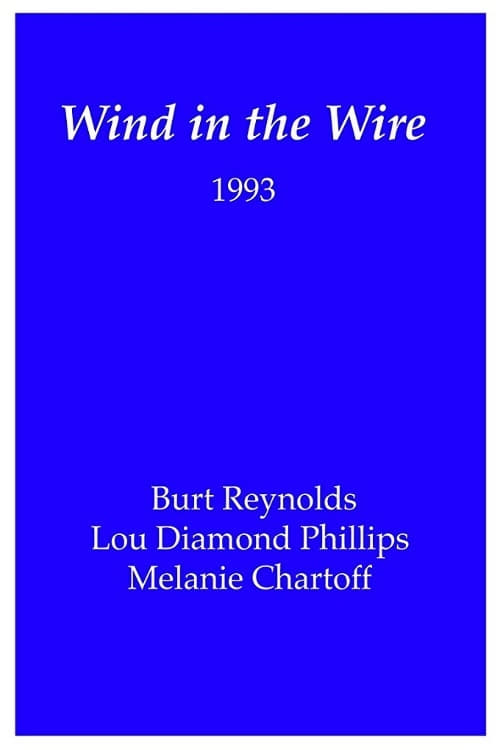 Wind in the Wire
1993
Burt Reynolds
Lou Diamond Phillips
Melanie Chartoff